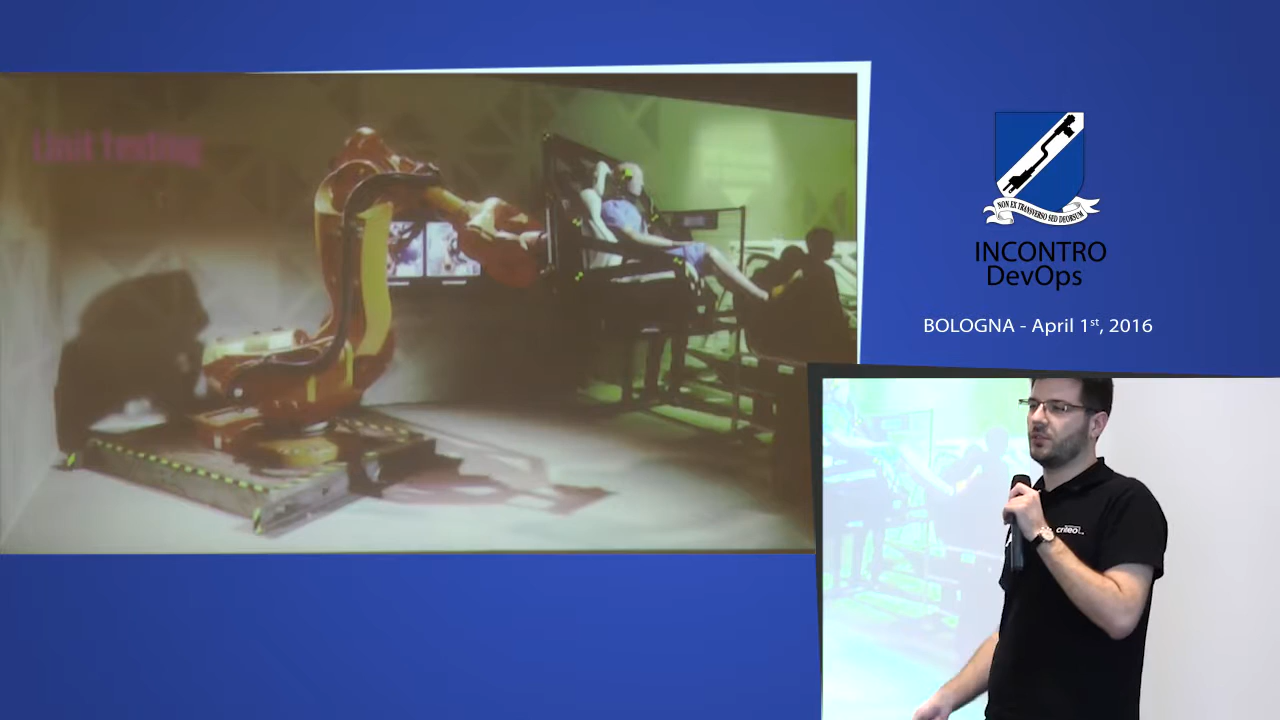 Unit testing
NON EX TRANSVERSO SED DEORSUM
INCONTRO
DevOps
BOLOGNA - April 1st, 2016
criteo